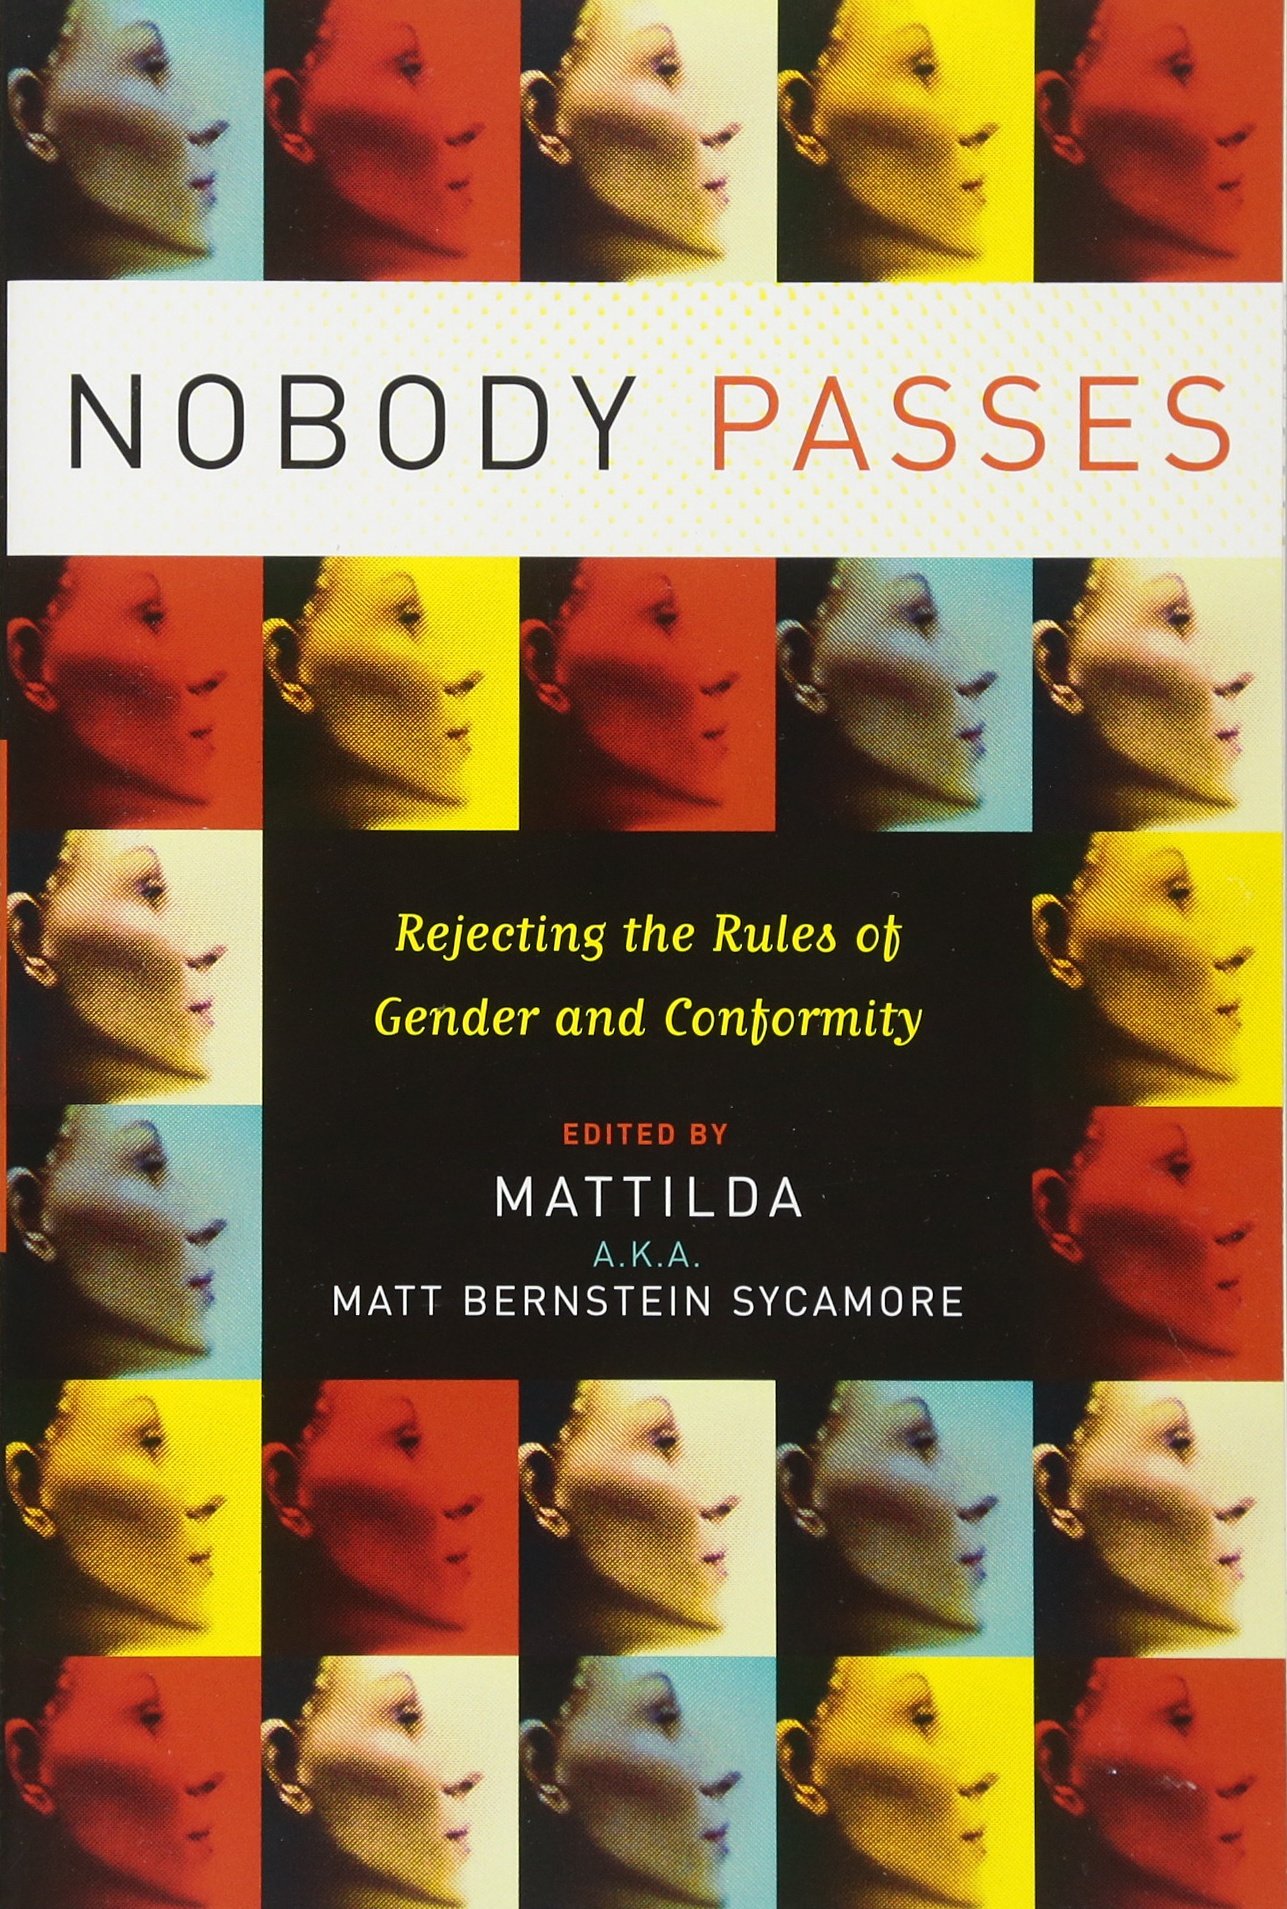 NOBODY PASSES
Rejecting the Rules of
Gender and Conformity
EDITED BY
MATTILDA
A.K.A.
MATT BERNSTEIN SYCAMORE